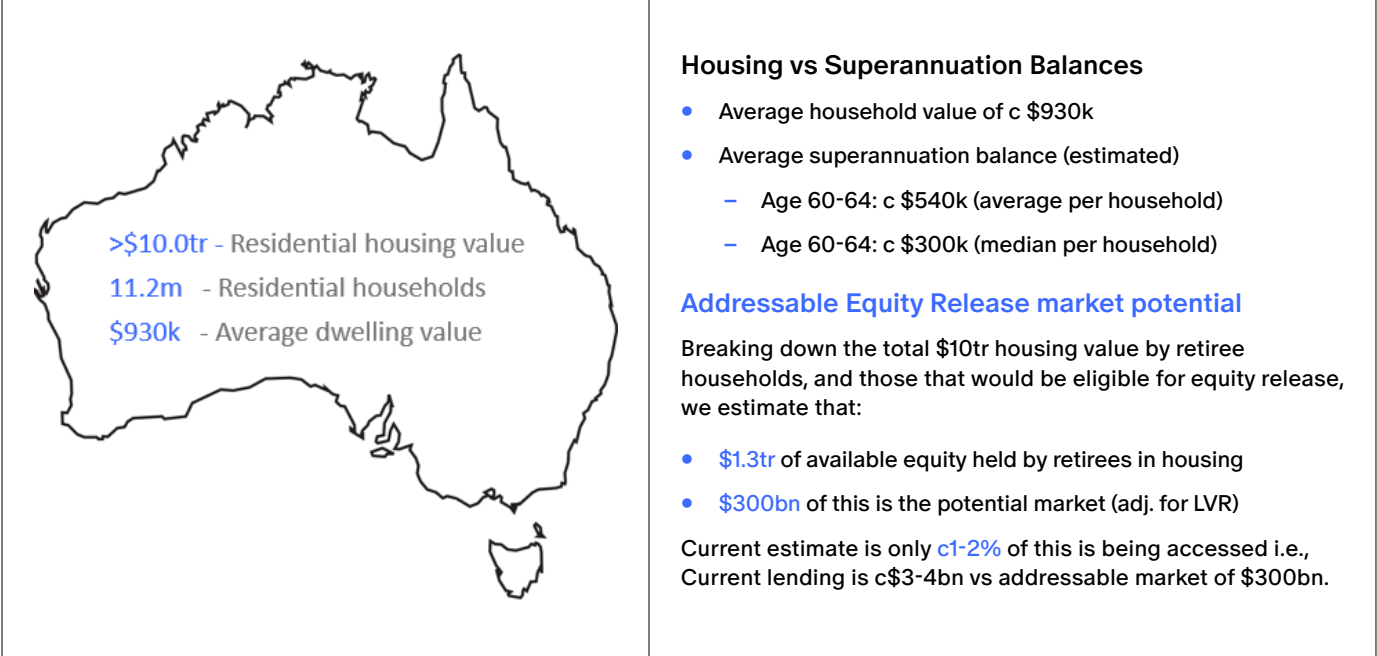 >$10.0tr - Residential housing value
11.2m - Residential households
$930k - Average dwelling value
Housing vs Superannuation Balances
• Average household value of c $930k
• Average superannuation balance (estimated)
– Age 60-64: c $540k (average per household)
– Age 60-64: c $300k (median per household)
Addressable Equity Release market potential
Breaking down the total $10tr housing value by retiree
households, and those that would be eligible for equity release,
we estimate that:
• $1.3tr of available equity held by retirees in housing
• $300bn of this is the potential market (adj. for LVR)
Current estimate is only c1-2% of this is being accessed i.e.,
Current lending is c$3-4bn vs addressable market of $300bn.